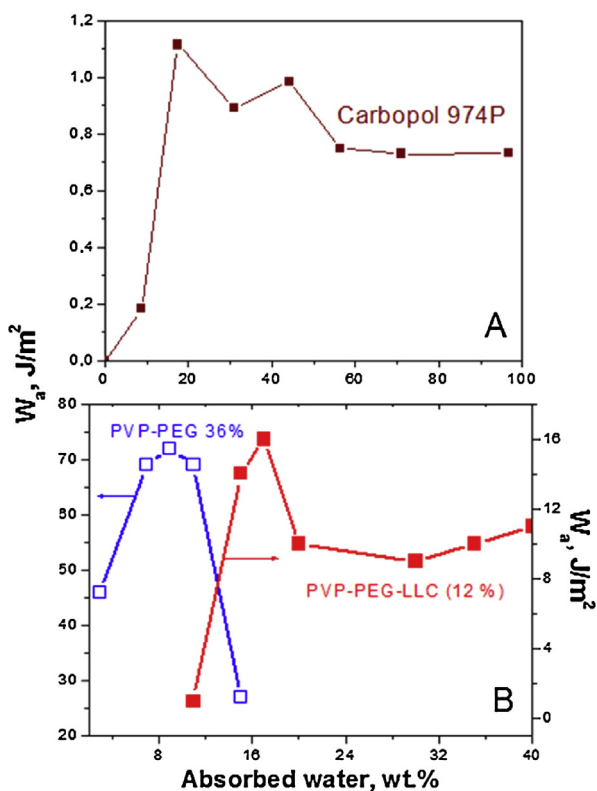 1,2
1,0
0,8
0,6
0,4
0,2
0,0
Carbopol 974P
A
0 20 40 60 80 100
Wa, J/m2
80
70
60
50
40
30
20
PVP-PEG 36%
PVP-PEG-LLC (12 %)
B
16
12
8
4
0
Wa, J/m2
8 16 24 32 40
Absorbed water, wt.%